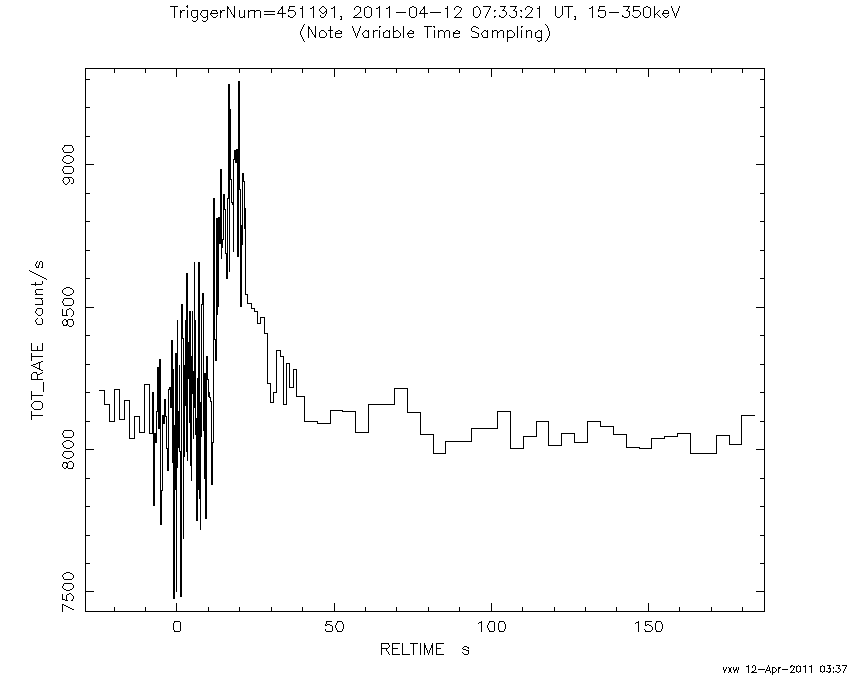 TriggerNum=451191, 2011-04-12 07:33:21 UT, 15-350keV
(Note Variable Time Sampling)
TOT_RATE count/s
9000
8500
8000
7500
0 50 100 150
RELTIME s
vxw 12-Apr-2011 03:37